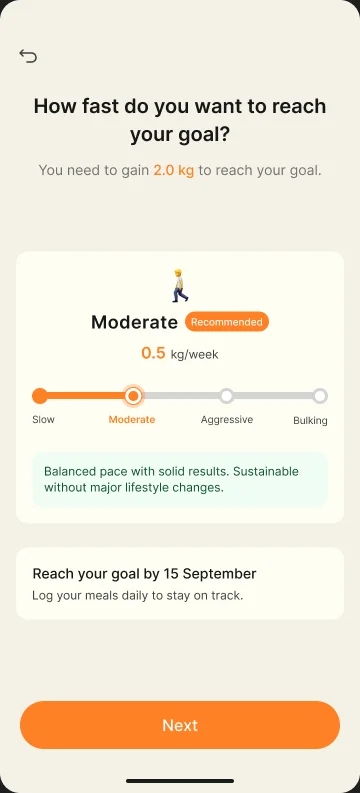 How fast do you want to reach
your goal?
You need to gain 2.0 kg to reach your goal.
Moderate Recommended
0.5 kg/week
Slow Moderate Aggressive Bulking
Balanced pace with solid results. Sustainable
without major lifestyle changes.
Reach your goal by 15 September
Log your meals daily to stay on track.
Next